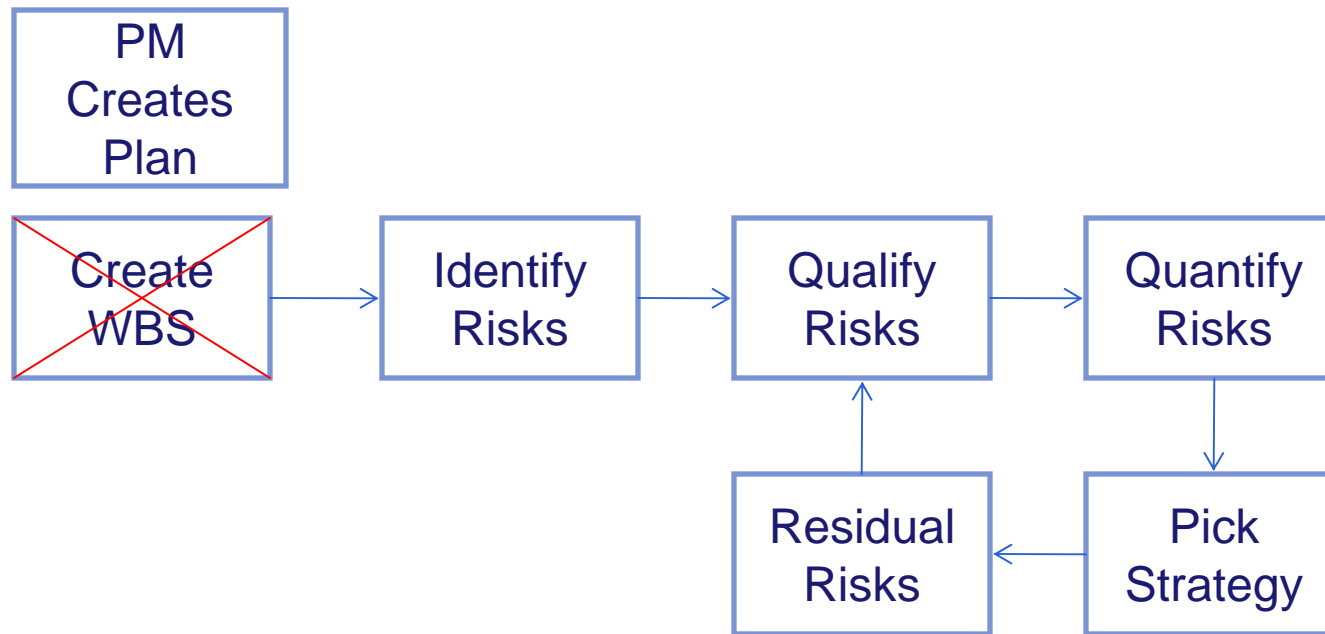 PM
Creates
Plan
Create
WBS
Identify
Risks
Qualify
Risks
Quantify
Risks
Residual
Risks
Pick
Strategy